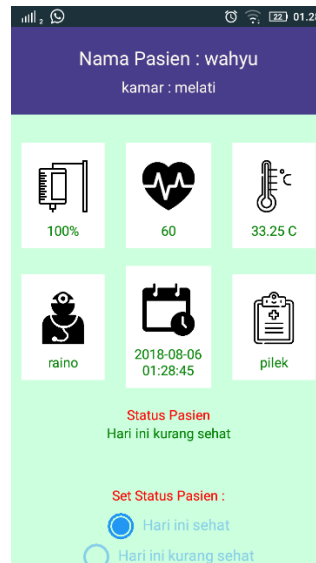 22 01.28
Nama Pasien : wahyu
kamar : melati
°C
100%
60
33.25 C
raino
2018-08-06
01:28:45
pilek
Status Pasien
Hari ini kurang sehat
Set Status Pasien :
Hari ini sehat
Hari ini kurang sehat